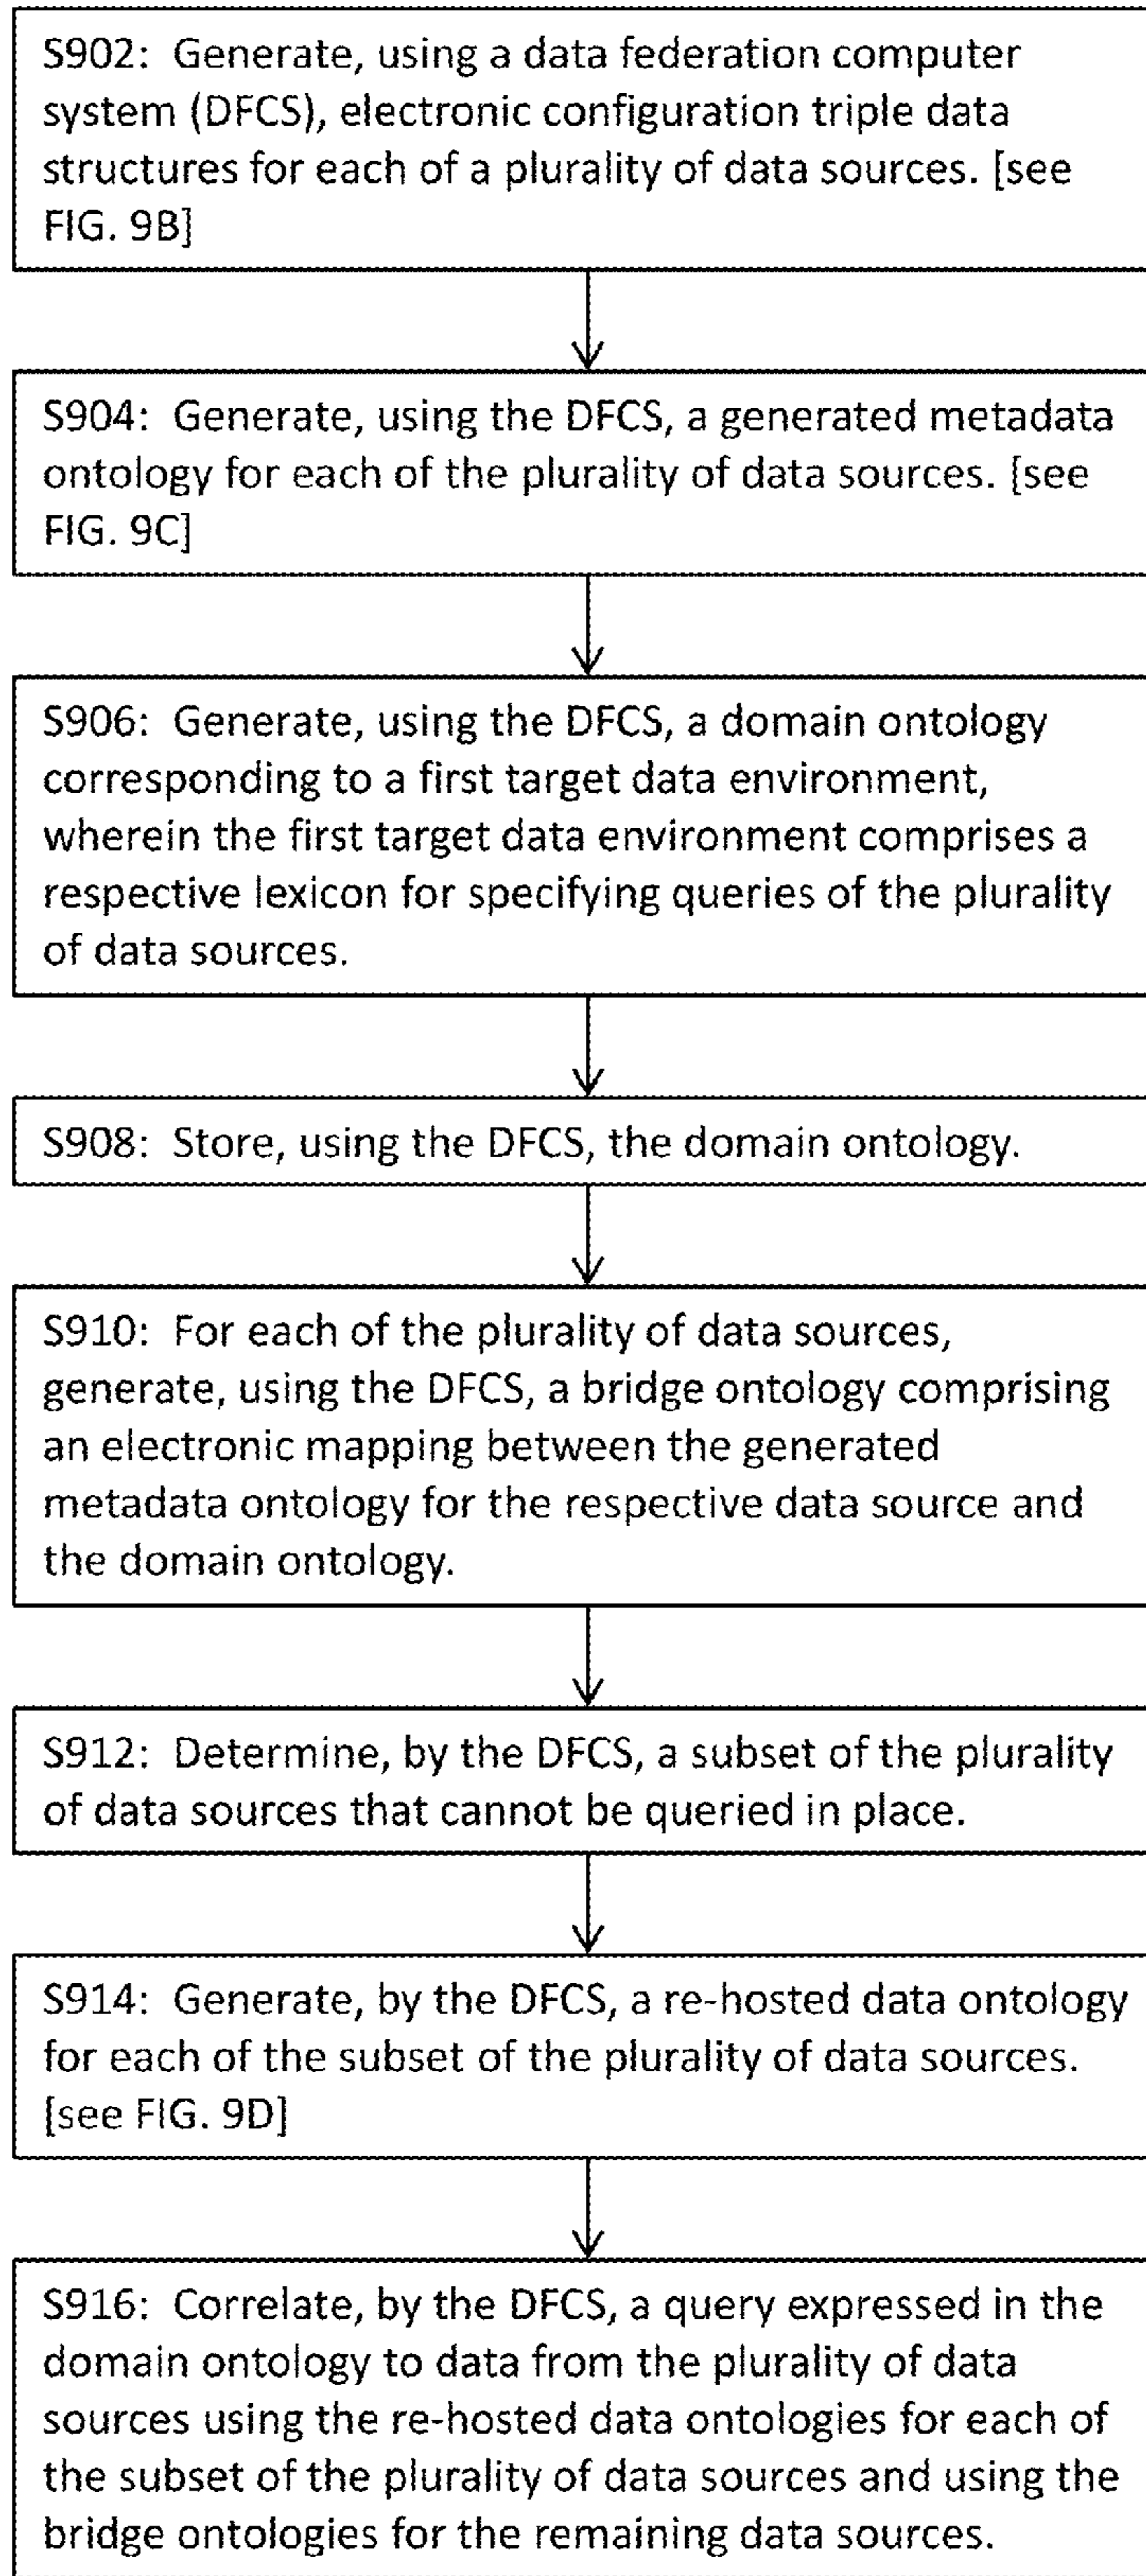 S902: Generate, using a data federation computer
system (DFCS), electronic configuration triple data
structures for each of a plurality of data sources. [see
FIG. 9B]
S904: Generate, using the DFCS, a generated metadata
ontology for each of the plurality of data sources. [see
FIG. 9C]
S906: Generate, using the DFCS, a domain ontology
corresponding to a first target data environment,
wherein the first target data environment comprises a
respective lexicon for specifying queries of the plurality
of data sources.
S908: Store, using the DFCS, the domain ontology.
S910: For each of the plurality of data sources,
generate, using the DFCS, a bridge ontology comprising
an electronic mapping between the generated
metadata ontology for the respective data source and
the domain ontology.
S912: Determine, by the DFCS, a subset of the plurality
of data sources that cannot be queried in place.
S914: Generate, by the DFCS, a re-hosted data ontology
for each of the subset of the plurality of data sources.
[see FIG. 9D]
S916: Correlate, by the DFCS, a query expressed in the
domain ontology to data from the plurality of data
sources using the re-hosted data ontologies for each of
the subset of the plurality of data sources and using the
bridge ontologies for the remaining data sources.